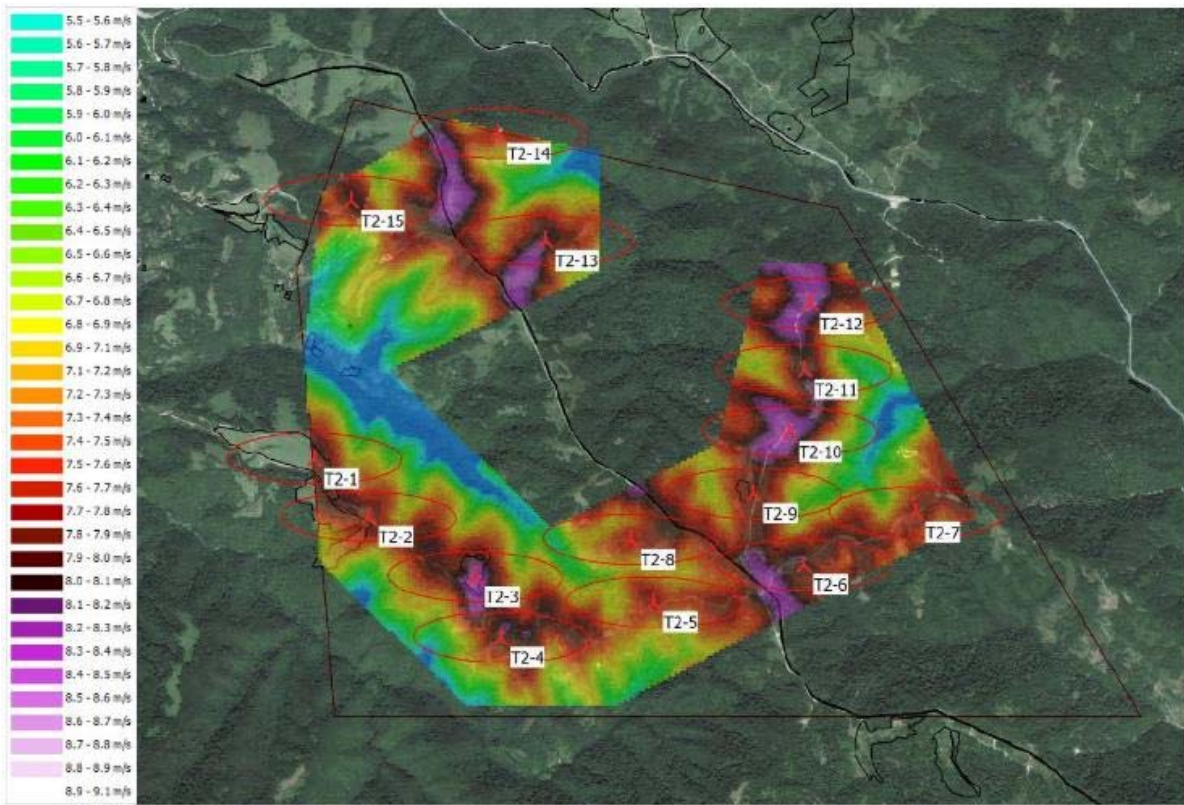 5.5 - 5.6 m/s
5.6 - 5.7 m/s
5.7 - 5.8 m/s
5.8 - 5.9 m/s
5.9 - 6.0 m/s
6.0 - 6.1 m/s
6.1 - 6.2 m/s
6.2 - 6.3 m/s
6.3 - 6.4 m/s
6.4 - 6.5 m/s
6.5 - 6.6 m/s
6.6 - 6.7 m/s
6.7 - 6.8 m/s
6.8 - 6.9 m/s
6.9 - 7.1 m/s
7.1 - 7.2 m/s
7.2 - 7.3 m/s
7.3 - 7.4 m/s
7.4 - 7.5 m/s
7.5 - 7.6 m/s
7.6 - 7.7 m/s
7.7 - 7.8 m/s
7.8 - 7.9 m/s
7.9 - 8.0 m/s
8.0 - 8.1 m/s
8.1 - 8.2 m/s
8.2 - 8.3 m/s
8.3 - 8.4 m/s
8.4 - 8.5 m/s
8.5 - 8.6 m/s
8.6 - 8.7 m/s
8.7 - 8.8 m/s
8.8 - 8.9 m/s
8.9 - 9.1 m/s
T2-14
T2-15
T2-13
T2-12
T2-11
T2-10
T2-1
T2-9
T2-2
T2-7
T2-8
T2-6
T2-3
T2-5
T2-4